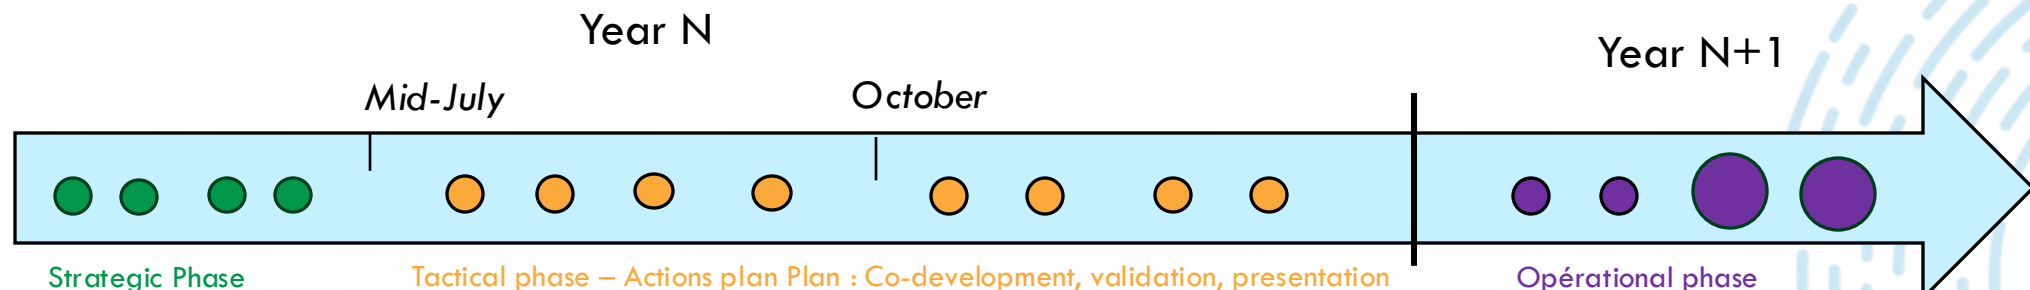 Year N
Year N+1
Mid-July
October
Strategic Phase
Tactical phase – Actions plan Plan : Co-development, validation, presentation
Opérational phase